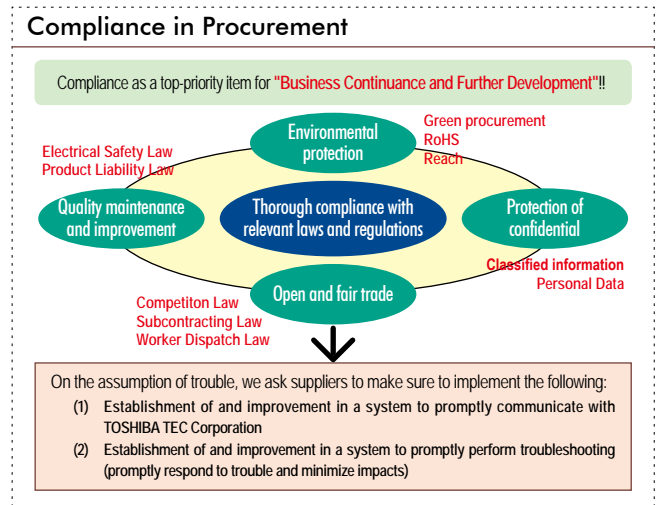 Compliance in Procurement
Compliance as a top-priority item for "Business Continuance and Further Development"!!
Environmental
protection
Green procurement
RoHS
Reach
Electrical Safety Law
Product Liability Law
Quality maintenance
and improvement
Thorough compliance with
relevant laws and regulations
Protection of
confidential
Classified information
Personal Data
Open and fair trade
Competiton Law
Subcontracting Law
Worker Dispatch Law
On the assumption of trouble, we ask suppliers to make sure to implement the following:
(1) Establishment of and improvement in a system to promptly communicate with
TOSHIBA TEC Corporation
(2) Establishment of and improvement in a system to promptly perform troubleshooting
(promptly respond to trouble and minimize impacts)